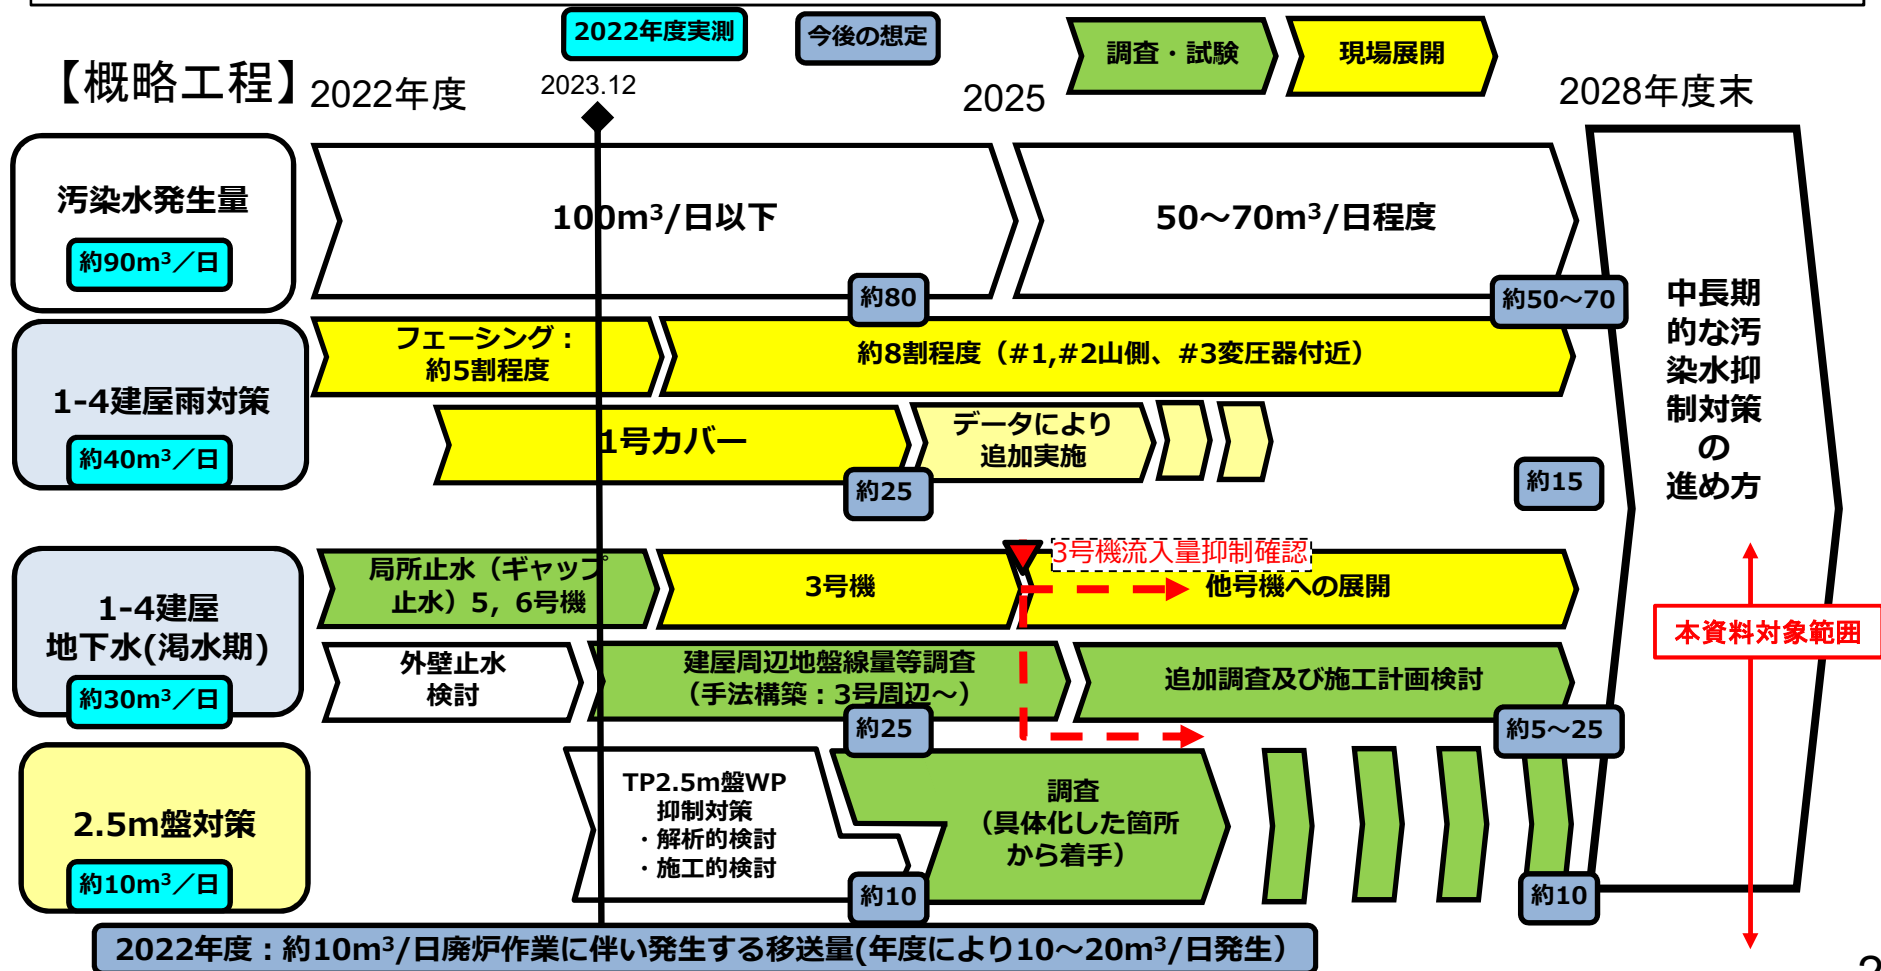 2022年度実測
今後の想定
調査・試験
現場展開
【概略工程】
2022年度
2023.12
2025
2028年度末
汚染水発生量
約90m³／日
100m³/日以下
50～70m³/日程度
約80
約50～70
1-4建屋雨対策
約40m³／日
フェーシング：
約5割程度
約8割程度（#1,#2山側、#3変圧器付近）
1号カバー
データにより
追加実施
約25
約15
1-4建屋
地下水(渇水期)
約30m³／日
局所止水（ギャップ
止水）5，6号機
3号機
3号機流入量抑制確認
他号機への展開
外壁止水
検討
建屋周辺地盤線量等調査
（手法構築：3号周辺～）
追加調査及び施工計画検討
約25
約5～25
2.5m盤対策
約10m³／日
TP2.5m盤WP
抑制対策
・解析的検討
・施工的検討
調査
（具体化した箇所
から着手）
約10
約10
中長期
的な汚
染水抑
制対策
の
進め方
本資料対象範囲
2022年度：約10m³/日廃炉作業に伴い発生する移送量(年度により10～20m³/日発生）
2